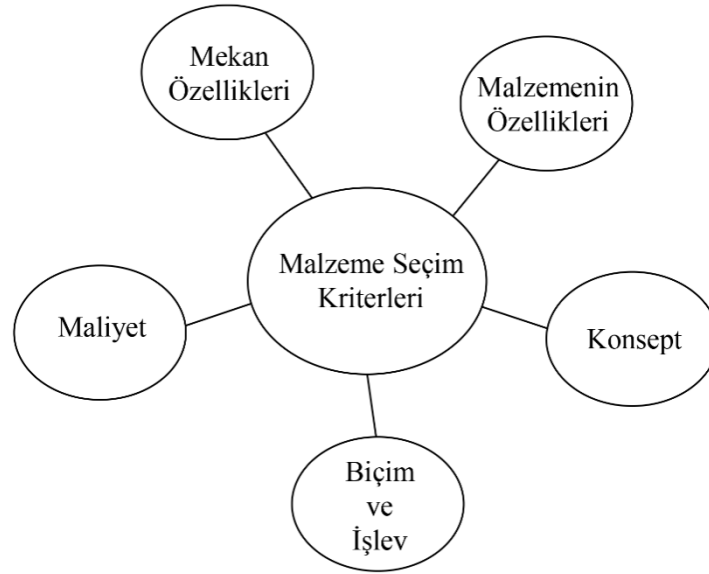 Mekan
Özellikleri
Malzemenin
Özellikleri
Malzeme Seçim
Kriterleri
Maliyet
Konsept
Biçim
ve
İşlev